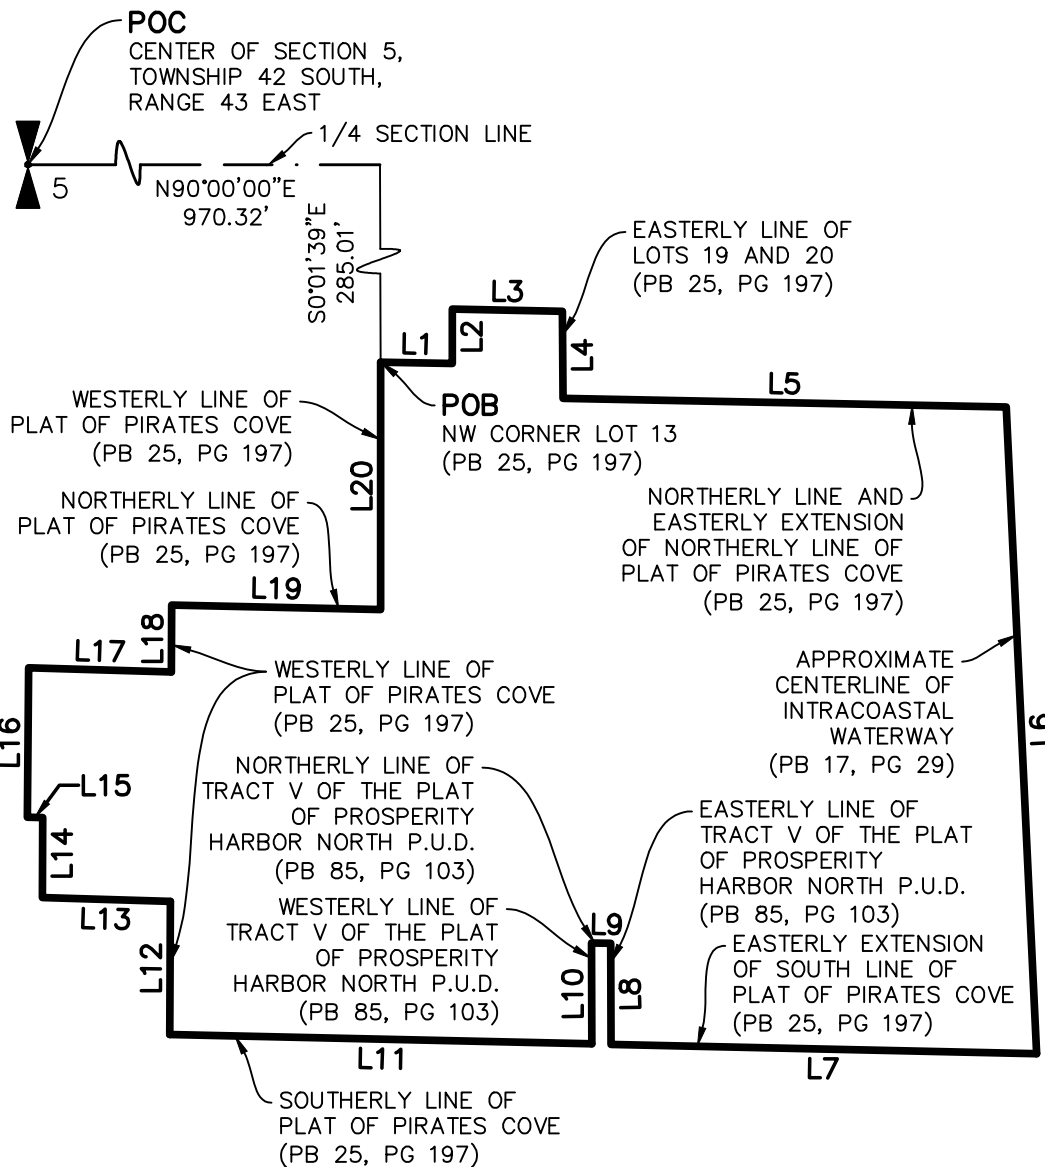 POC
CENTER OF SECTION 5,
TOWNSHIP 42 SOUTH,
RANGE 43 EAST
1/4 SECTION LINE
5
N90°00'00"E
970.32'
S0°01'39"E
285.01'
EASTERLY LINE OF
LOTS 19 AND 20
(PB 25, PG 197)
L3
L2
L1
L4
L5
WESTERLY LINE OF
PLAT OF PIRATES COVE
(PB 25, PG 197)
POB
NW CORNER LOT 13
(PB 25, PG 197)
L20
NORTHERLY LINE OF
PLAT OF PIRATES COVE
(PB 25, PG 197)
NORTHERLY LINE AND
EASTERLY EXTENSION
OF NORTHERLY LINE OF
PLAT OF PIRATES COVE
(PB 25, PG 197)
L19
L18
L17
WESTERLY LINE OF
PLAT OF PIRATES COVE
(PB 25, PG 197)
APPROXIMATE
CENTERLINE OF
INTRACOASTAL
WATERWAY
(PB 17, PG 29)
L6
L16
L15
L14
NORTHERLY LINE OF
TRACT V OF THE PLAT
OF PROSPERITY
HARBOR NORTH P.U.D.
(PB 85, PG 103)
EASTERLY LINE OF
TRACT V OF THE PLAT
OF PROSPERITY
HARBOR NORTH P.U.D.
(PB 85, PG 103)
L13
WESTERLY LINE OF
TRACT V OF THE PLAT
OF PROSPERITY
HARBOR NORTH P.U.D.
(PB 85, PG 103)
L9
L12
L10
L8
EASTERLY EXTENSION
OF SOUTH LINE OF
PLAT OF PIRATES COVE
(PB 25, PG 197)
L11
L7
SOUTHERLY LINE OF
PLAT OF PIRATES COVE
(PB 25, PG 197)